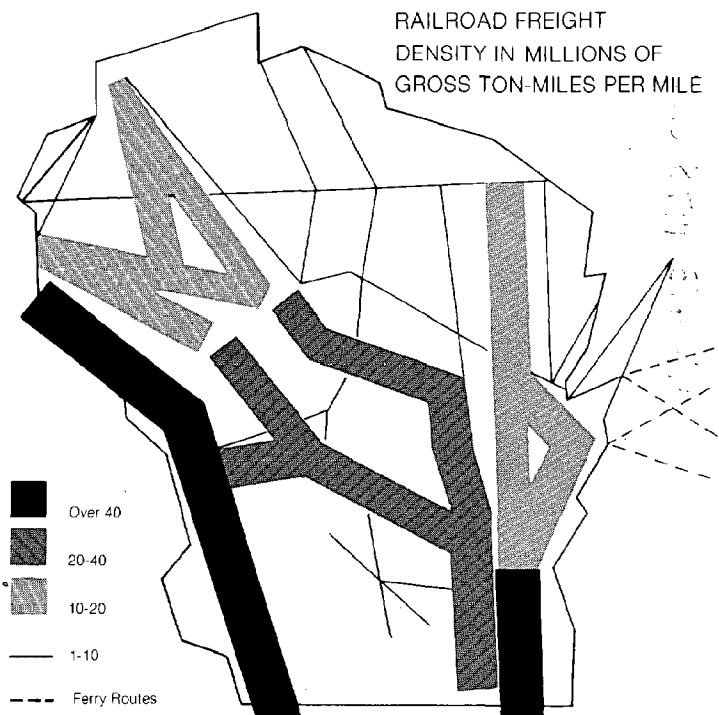 RAILROAD FREIGHT
DENSITY IN MILLIONS OF
GROSS TON-MILES PER MILE
Over 40
20-40
10-20
1-10
Ferry Routes